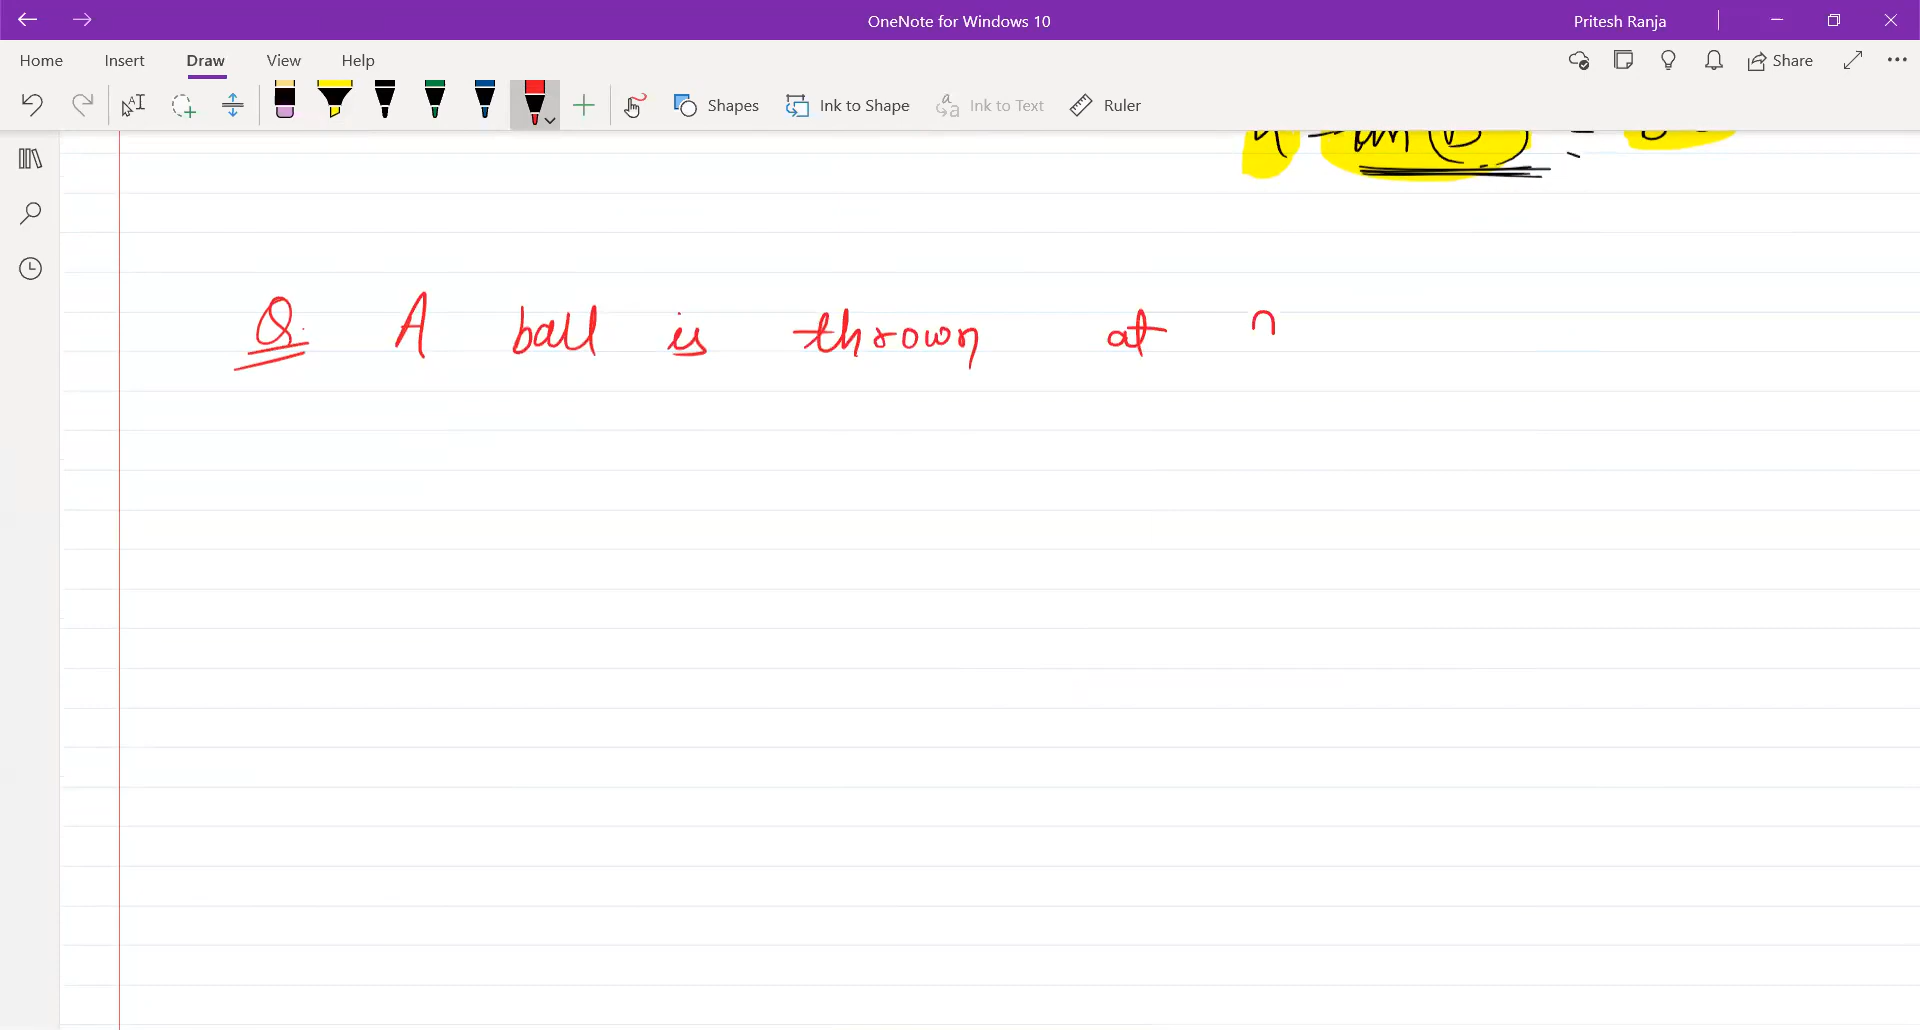 OneNote for Windows 10
Pritesh Ranja
Home Insert Draw View Help
Share
Shapes Ink to Shape Ink to Text Ruler
Q. A ball is thrown at